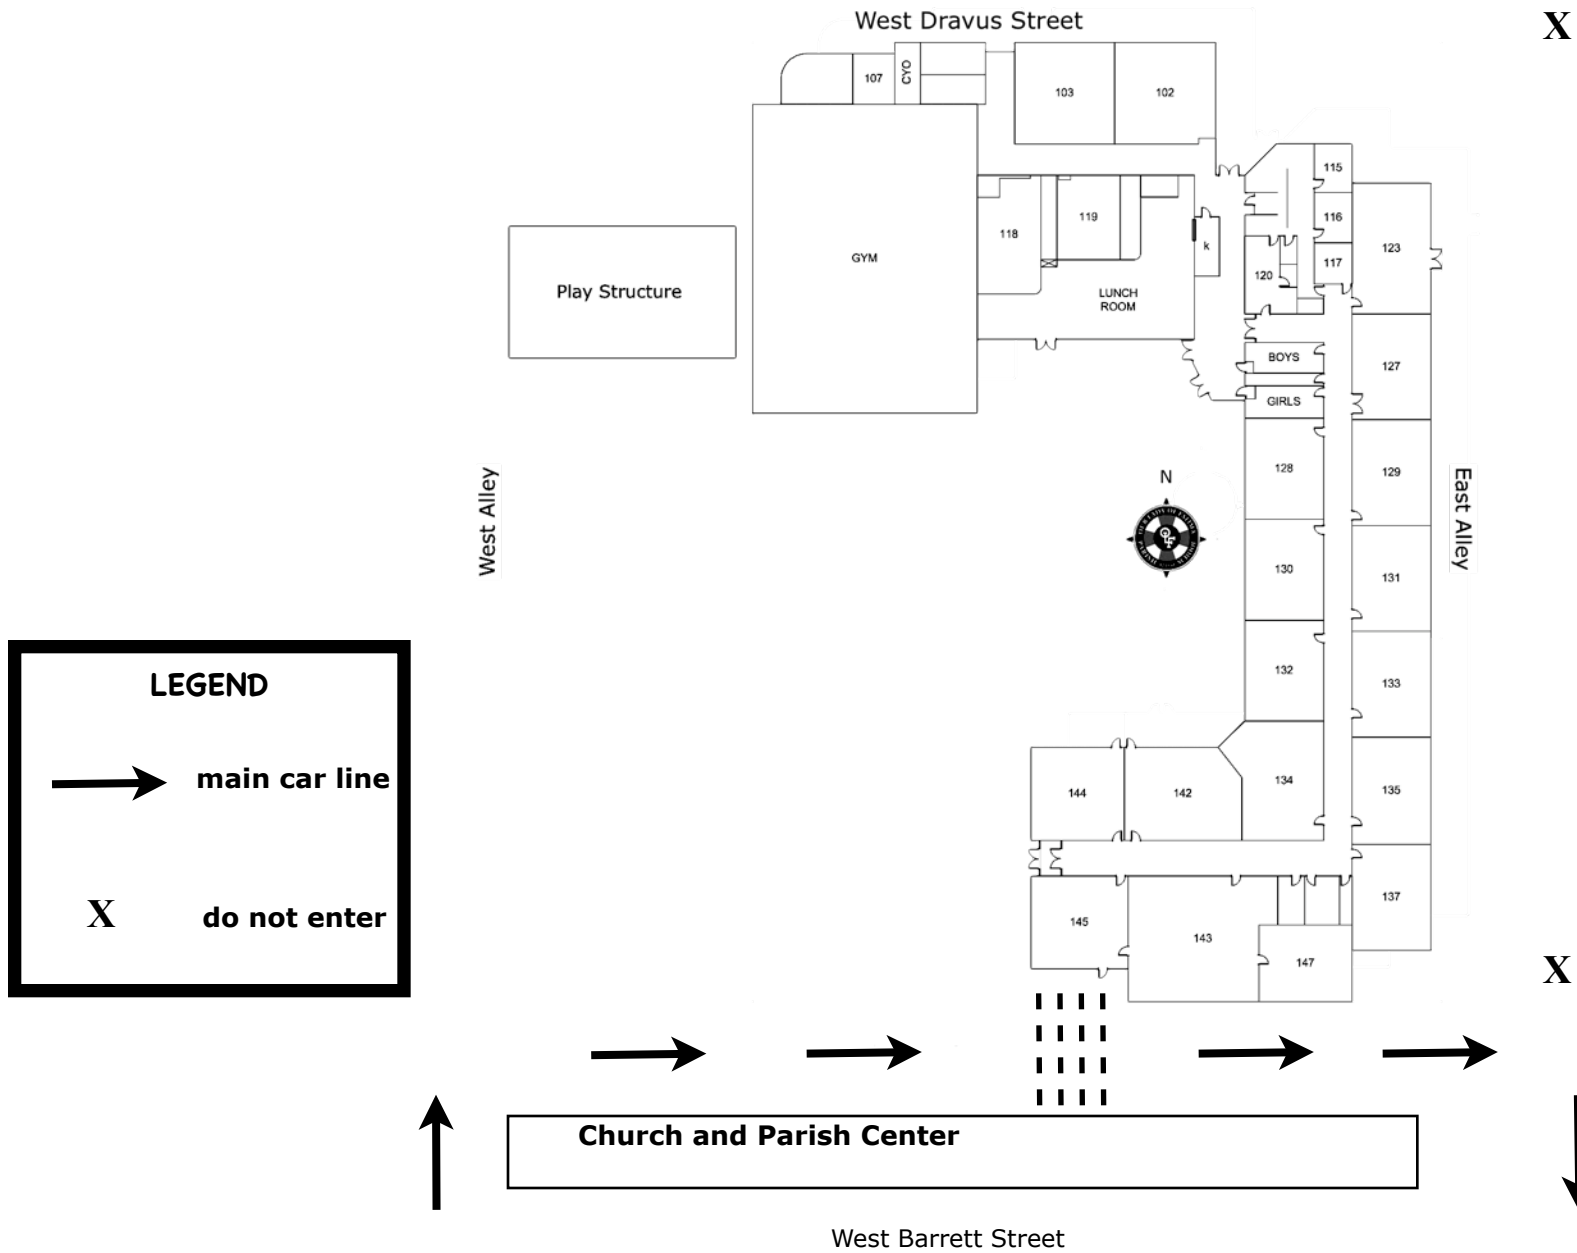 West Dravus Street
X
107
CYO
103
102
115
116
117
123
118
119
k
120
GYM
LUNCH
ROOM
Play Structure
BOYS
GIRLS
127
128
129
N
West Alley
East Alley
130
131
132
133
134
135
144
142
137
145
143
147
LEGEND
main car line
X do not enter
X
Church and Parish Center
West Barrett Street